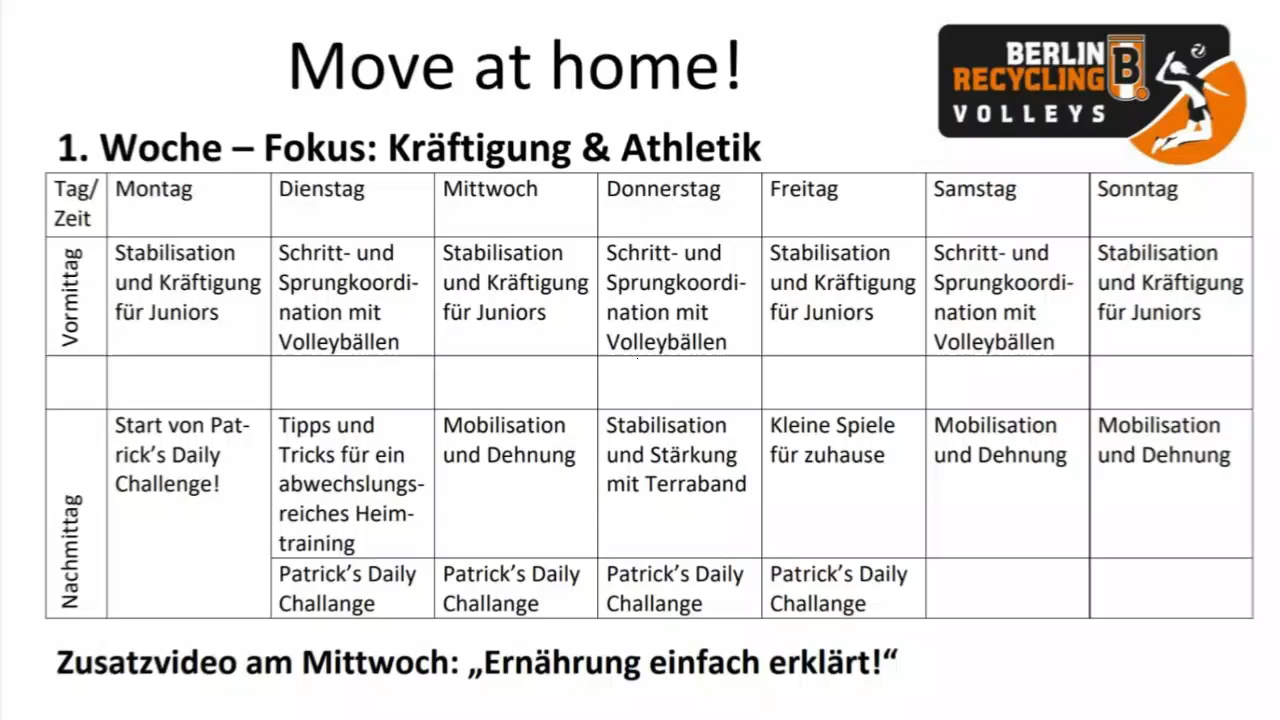 Move at home!
BERLIN
RECYCLING
B
VOLLEYS
1. Woche – Fokus: Kräftigung & Athletik
Tag/
Zeit
Montag
Dienstag
Mittwoch
Donnerstag
Freitag
Samstag
Sonntag
Vormittag
Stabilisation
und Kräftigung
für Juniors
Schritt- und
Sprungkoordi-
nation mit
Volleybällen
Stabilisation
und Kräftigung
für Juniors
Schritt- und
Sprungkoordi-
nation mit
Volleybällen
Stabilisation
und Kräftigung
für Juniors
Schritt- und
Sprungkoordi-
nation mit
Volleybällen
Stabilisation
und Kräftigung
für Juniors
Nachmittag
Start von Pat-
rick’s Daily
Challenge!
Tipps und
Tricks für ein
abwechslungs-
reiches Heim-
training
Mobilisation
und Dehnung
Stabilisation
und Stärkung
mit Terraband
Kleine Spiele
für zuhause
Mobilisation
und Dehnung
Mobilisation
und Dehnung
Patrick’s Daily
Challange
Patrick’s Daily
Challange
Patrick’s Daily
Challange
Patrick’s Daily
Challange
Zusatzvideo am Mittwoch: „Ernährung einfach erklärt!“